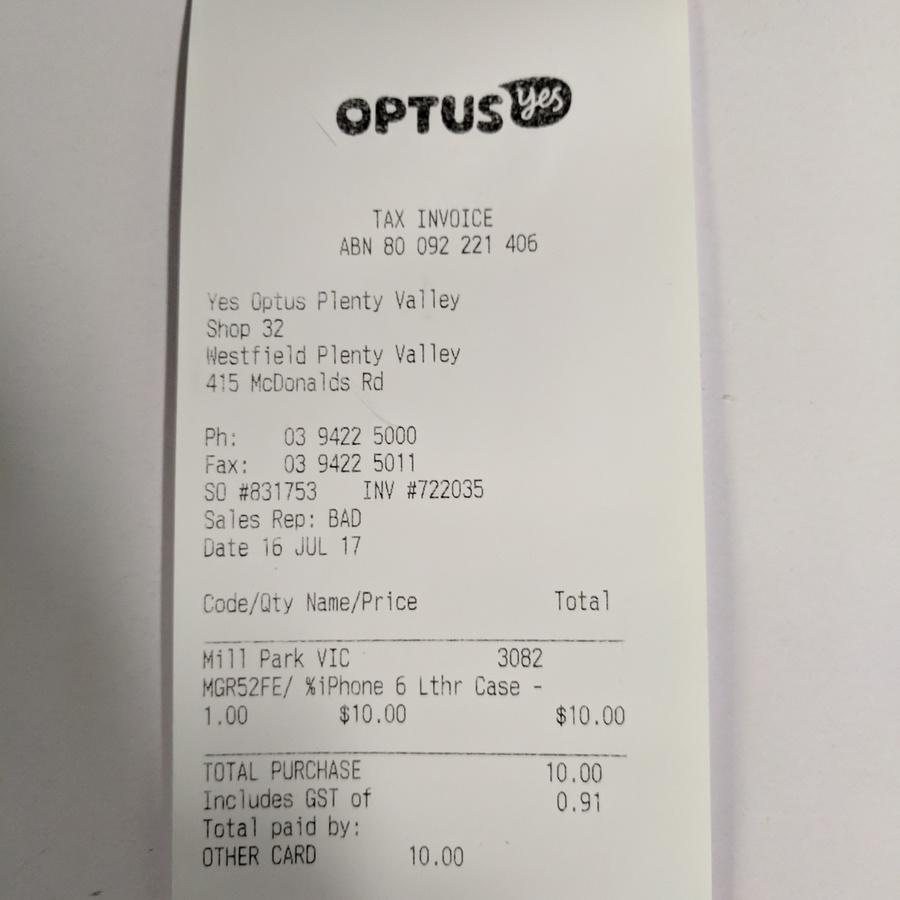 OPTUS yes
TAX INVOICE
ABN 80 092 221 406
Yes Optus Plenty Valley
Shop 32
Westfield Plenty Valley
415 McDonalds Rd
Ph: 03 9422 5000
Fax: 03 9422 5011
SO #831753 INV #722035
Sales Rep: BAD
Date 16 JUL 17
Code/Qty Name/Price Total
Mill Park VIC 3082
MGR52FE/ %iPhone 6 Lthr Case -
1.00 $10.00 $10.00
TOTAL PURCHASE 10.00
Includes GST of 0.91
Total paid by:
OTHER CARD 10.00